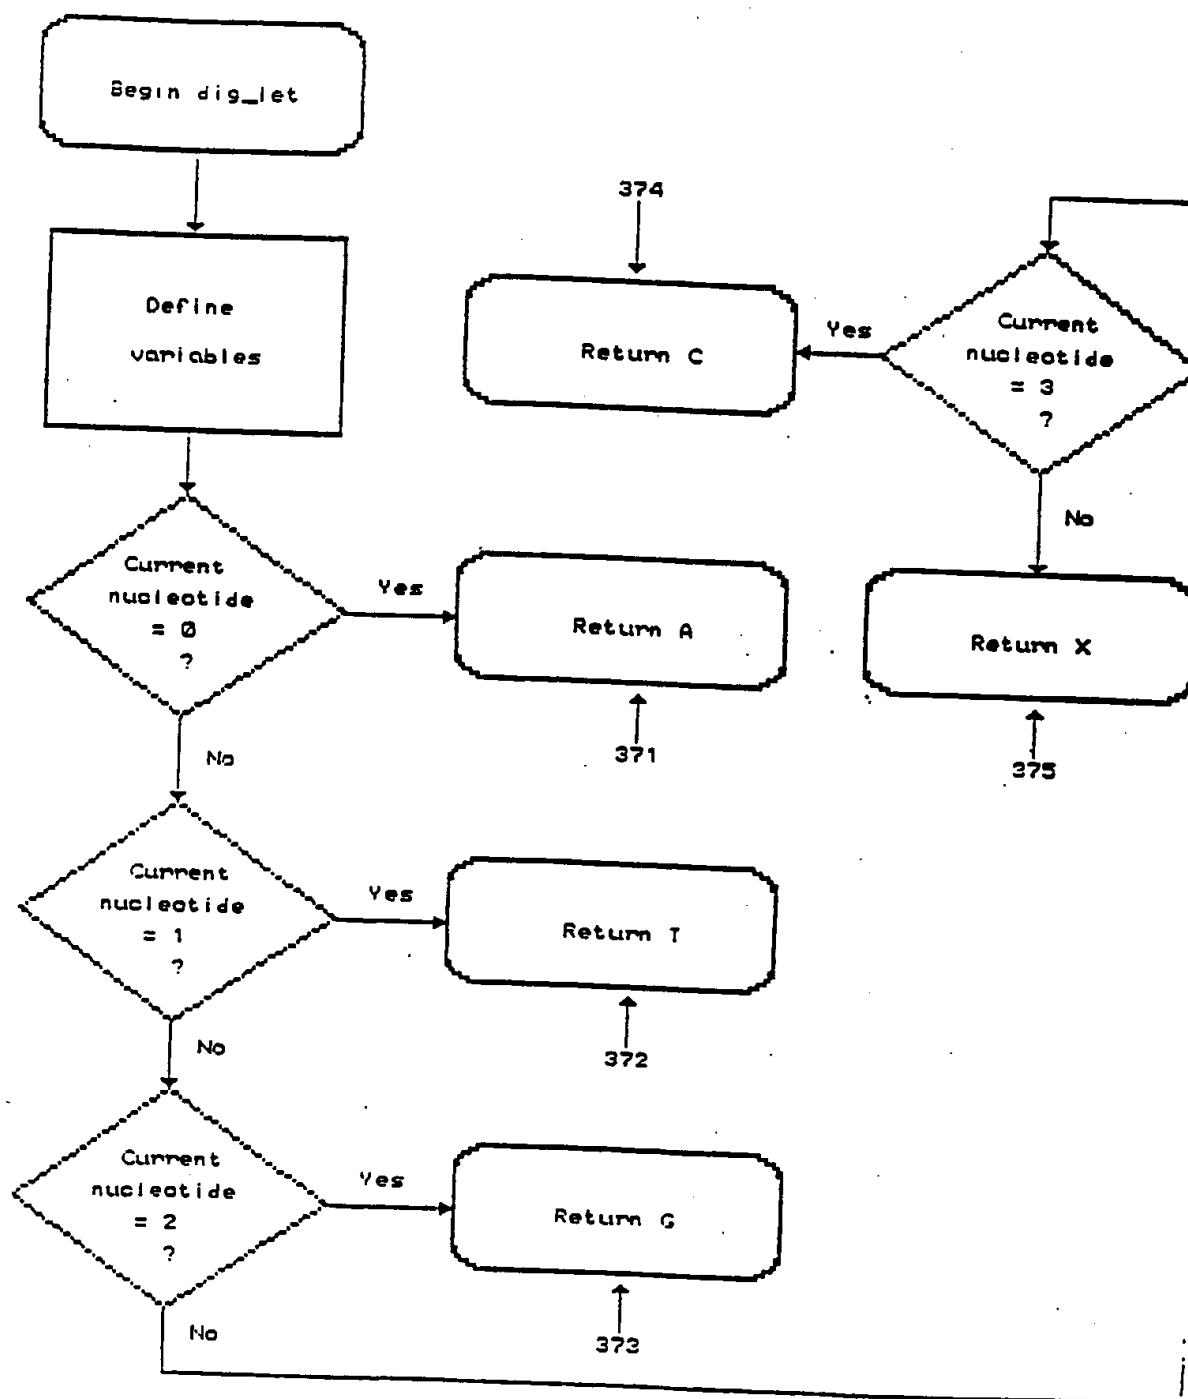 Begin dig_let
Define
variables
Current
nucleotide
= 0
?
Yes
Return A
371
No
Current
nucleotide
= 1
?
Yes
Return T
372
No
Current
nucleotide
= 2
?
Yes
Return G
373
No
374
Return C
Yes
Current
nucleotide
= 3
?
No
Return X
375